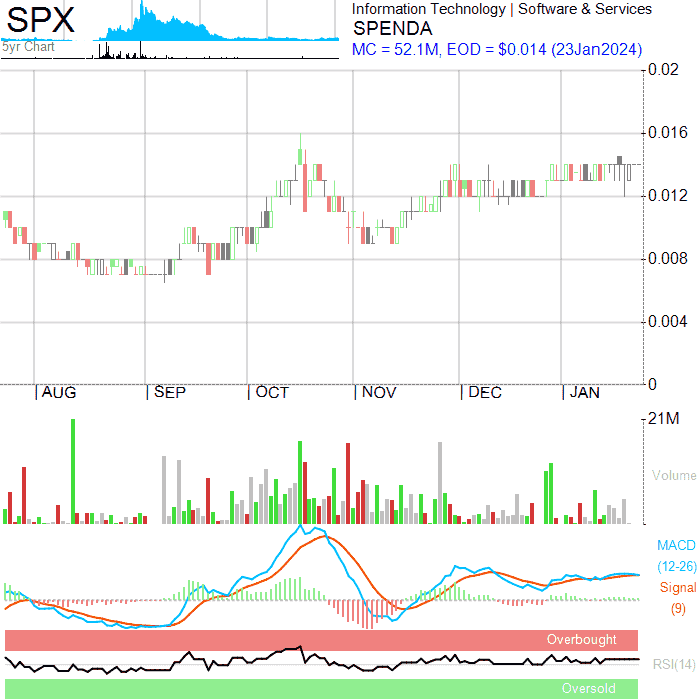 SPX
5yr Chart
Information Technology | Software & Services
SPENDA
MC = 52.1M, EOD = $0.014 (23Jan2024)
0.02
0.016
0.012
0.008
0.004
0
AUG SEP OCT NOV DEC JAN
21M
Volume
MACD
(12-26)
Signal
(9)
Overbought
RSI(14)
Oversold